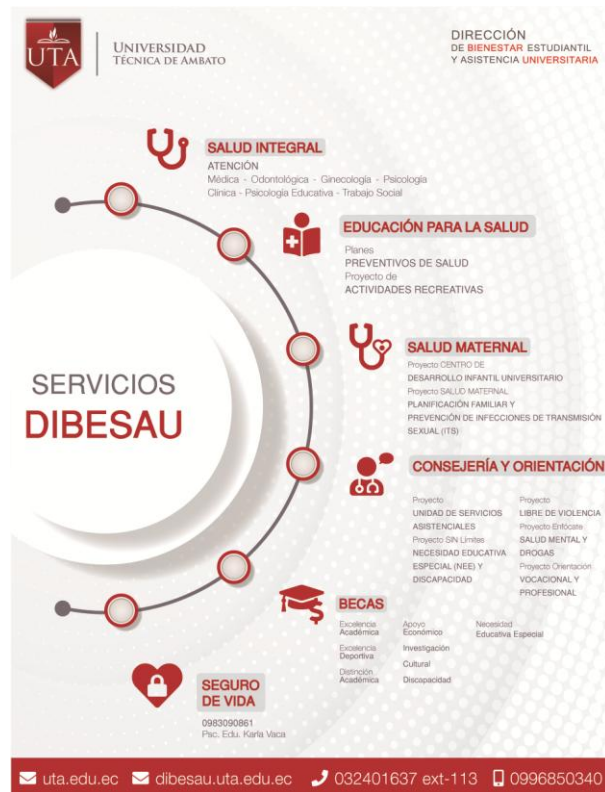 UTA
UNIVERSIDAD
TÉCNICA DE AMBATO
DIRECCIÓN
DE BIENESTAR ESTUDIANTIL
Y ASISTENCIA UNIVERSITARIA
SALUD INTEGRAL
ATENCIÓN
Médica - Odontológica - Ginecología - Psicología
Clínica - Psicología Educativa - Trabajo Social
EDUCACIÓN PARA LA SALUD
Planes
PREVENTIVOS DE SALUD
Proyecto de
ACTIVIDADES RECREATIVAS
SALUD MATERNAL
Proyecto CENTRO DE
DESARROLLO INFANTIL UNIVERSITARIO
Proyecto SALUD MATERNAL
PLANIFICACIÓN FAMILIAR Y
PREVENCIÓN DE INFECCIONES DE TRANSMISIÓN
SEXUAL (ITS)
SERVICIOS
DIBESAU
CONSEJERÍA Y ORIENTACIÓN
Proyecto
UNIDAD DE SERVICIOS
ASISTENCIALES
Proyecto SIN Límites
NECESIDAD EDUCATIVA
ESPECIAL (NEE) Y
DISCAPACIDAD
Proyecto
LIBRE DE VIOLENCIA
Proyecto Enfócate
SALUD MENTAL Y
DROGAS
Proyecto Orientación
VOCACIONAL Y
PROFESIONAL
BECAS
Excelencia
Académica
Excelencia
Deportiva
Distinción
Académica
Apoyo
Económico
Investigación
Cultural
Discapacidad
Necesidad
Educativa Especial
SEGURO
DE VIDA
0983090861
Psc. Edu. Karla Vaca
uta.edu.ec dibesau.uta.edu.ec 032401637 ext-113 0996850340